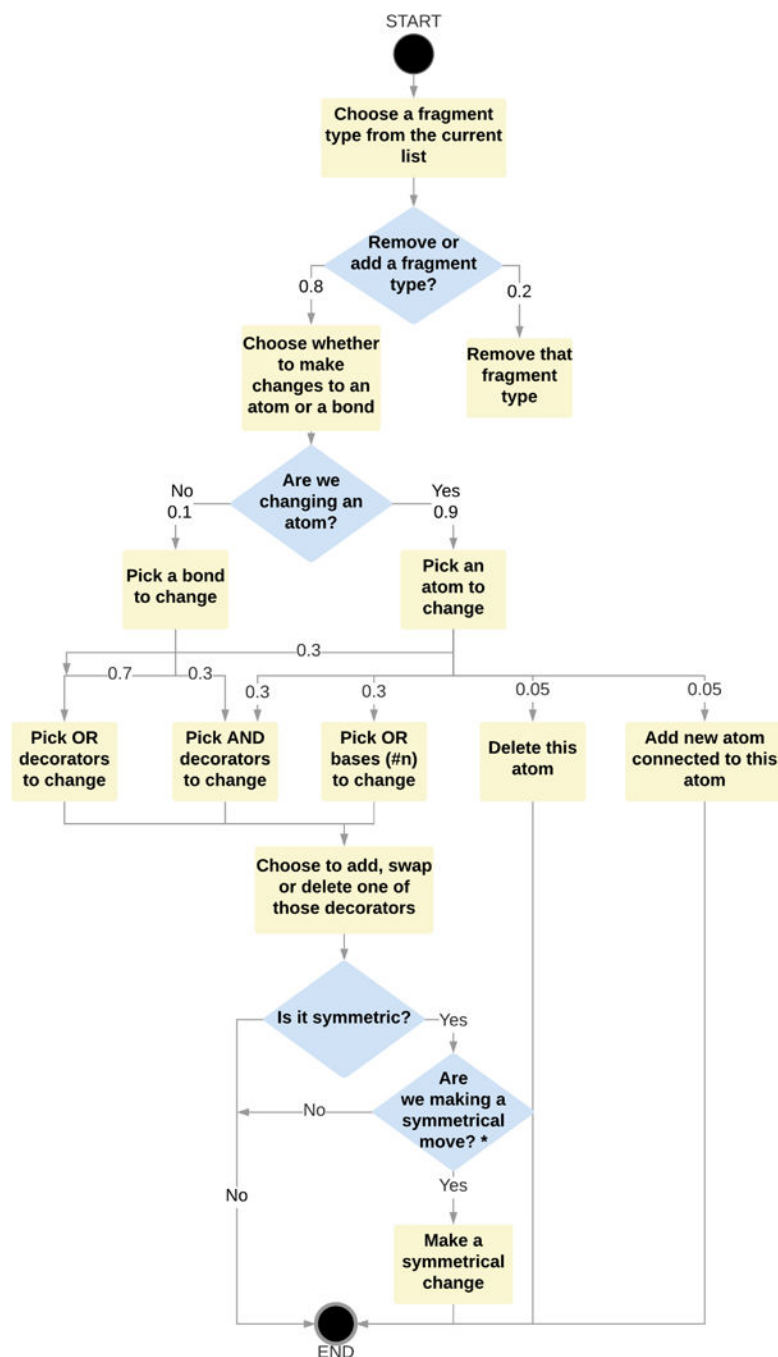 START
Choose a fragment
type from the current
list
Remove or
add a fragment
type?
0.8
0.2
Choose whether
to make
changes to an
atom or a bond
Remove that
fragment
type
Are we
changing an
atom?
No
0.1
Yes
0.9
Pick a bond
to change
Pick an
atom to
change
0.3
0.7
0.3
0.3
0.3
0.05
0.05
Pick OR
decorators
to change
Pick AND
decorators
to change
Pick OR
bases (#n)
to change
Delete this
atom
Add new atom
connected to this
atom
Choose to add, swap
or delete one of
those decorators
Is it symmetric?
Yes
Are
we making a
symmetrical
move? *
No
No
Yes
Make a
symmetrical
change
END